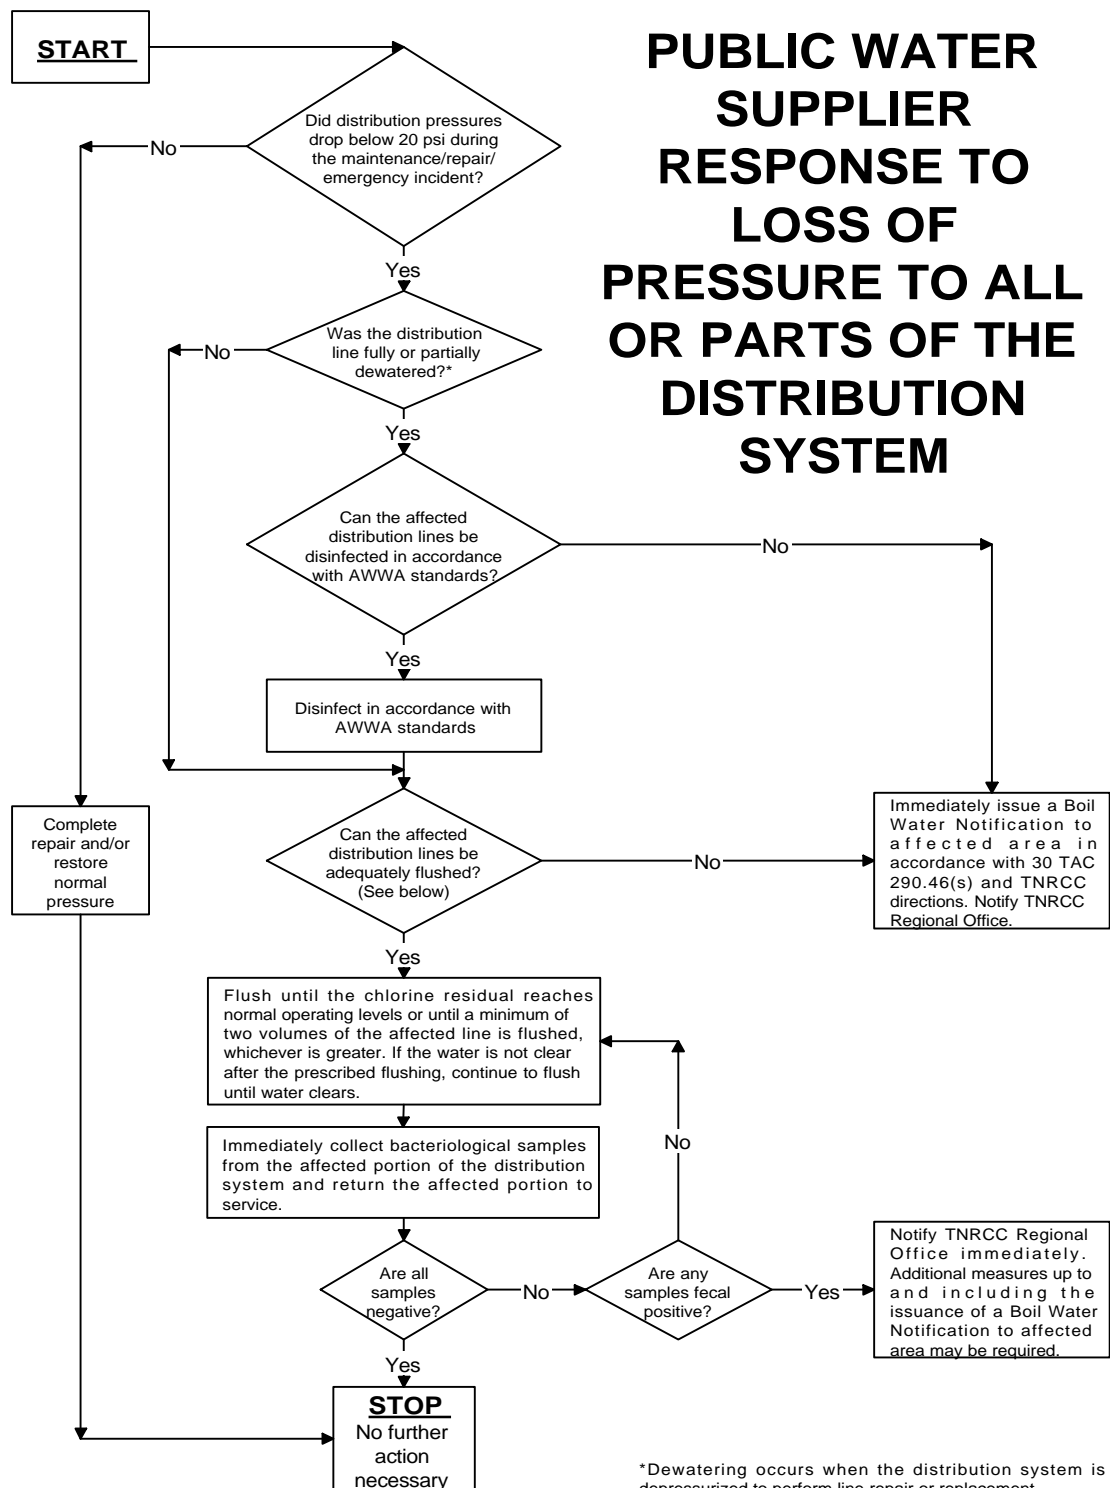 START
PUBLIC WATER
SUPPLIER
RESPONSE TO
LOSS OF
PRESSURE TO ALL
OR PARTS OF THE
DISTRIBUTION
SYSTEM
Did distribution pressures
drop below 20 psi during
the maintenance/repair/
emergency incident?
No
Yes
Was the distribution
line fully or partially
dewatered?*
No
Yes
Can the affected
distribution lines be
disinfected in accordance
with AWWA standards?
No
Yes
Disinfect in accordance with
AWWA standards
Complete
repair and/or
restore
normal
pressure
Can the affected
distribution lines be
adequately flushed?
(See below)
No
Immediately issue a Boil
Water Notification to
affected area in
accordance with 30 TAC
290.46(s) and TNRCC
directions. Notify TNRCC
Regional Office.
Yes
Flush until the chlorine residual reaches
normal operating levels or until a minimum of
two volumes of the affected line is flushed,
whichever is greater. If the water is not clear
after the prescribed flushing, continue to flush
until water clears.
Immediately collect bacteriological samples
from the affected portion of the distribution
system and return the affected portion to
service.
No
Are all
samples
negative?
No
Are any
samples fecal
positive?
Yes
Notify TNRCC Regional
Office immediately.
Additional measures up to
and including the
issuance of a Boil Water
Notification to affected
area may be required.
Yes
STOP
No further
action
necessary
*Dewatering occurs when the distribution system is
depressurized to perform line repair or replacement